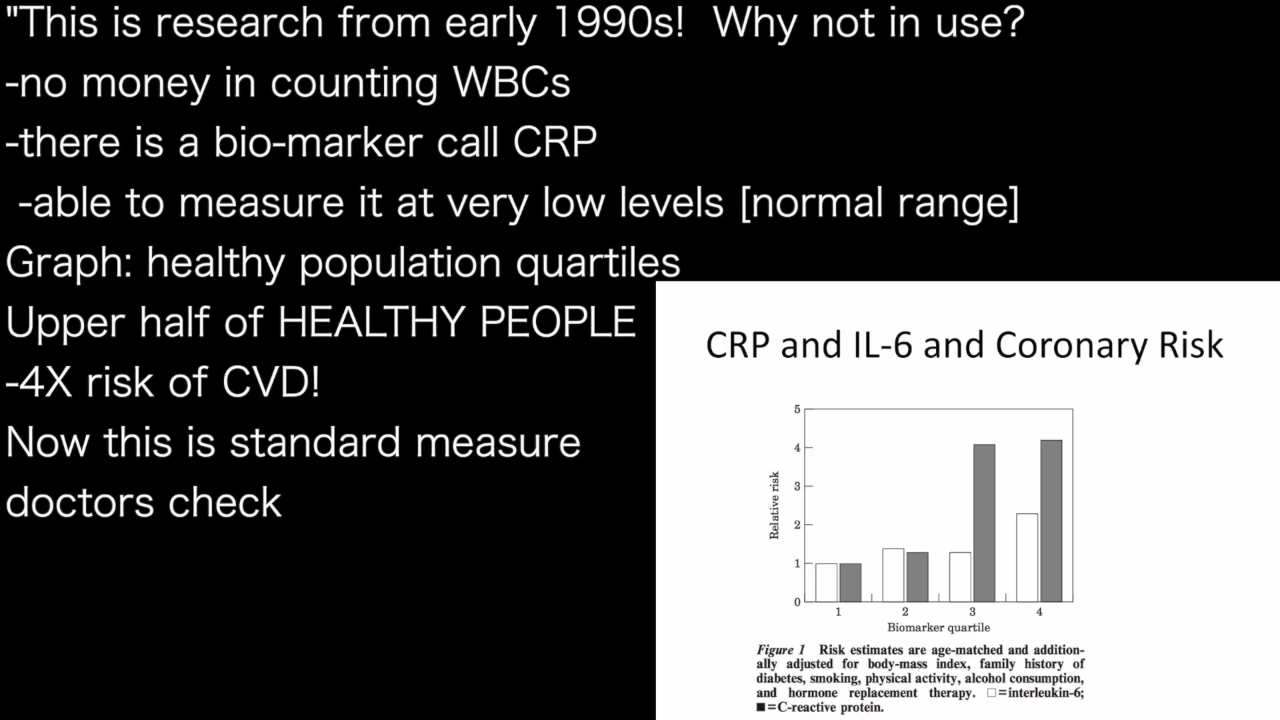 "This is research from early 1990s!  Why not in use?
-no money in counting WBCs
-there is a bio-marker call CRP
-able to measure it at very low levels [normal range]
Graph: healthy population quartiles
Upper half of HEALTHY PEOPLE
-4X risk of CVD!
Now this is standard measure
doctors check
CRP and IL-6 and Coronary Risk
5
4
3
2
1
0
Relative risk
1 2 3 4
Biomarker quartile
Figure 1 Risk estimates are age-matched and addition-
ally adjusted for body-mass index, family history of
diabetes, smoking, physical activity, alcohol consumption,
and hormone replacement therapy. □=interleukin-6;
■=C-reactive protein.